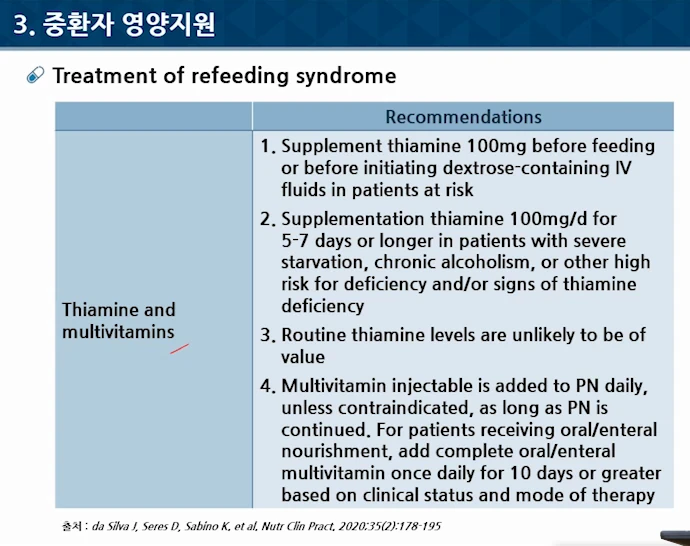 3. 중환자 영양지원
Treatment of refeeding syndrome
Recommendations
Thiamine and
multivitamins
1. Supplement thiamine 100mg before feeding
or before initiating dextrose-containing IV
fluids in patients at risk
2. Supplementation thiamine 100mg/d for
5-7 days or longer in patients with severe
starvation, chronic alcoholism, or other high
risk for deficiency and/or signs of thiamine
deficiency
3. Routine thiamine levels are unlikely to be of
value
4. Multivitamin injectable is added to PN daily,
unless contraindicated, as long as PN is
continued. For patients receiving oral/enteral
nourishment, add complete oral/enteral
multivitamin once daily for 10 days or greater
based on clinical status and mode of therapy
출처 : da Silva J, Seres D, Sabino K, et al. Nutr Clin Pract. 2020;35(2):178-195